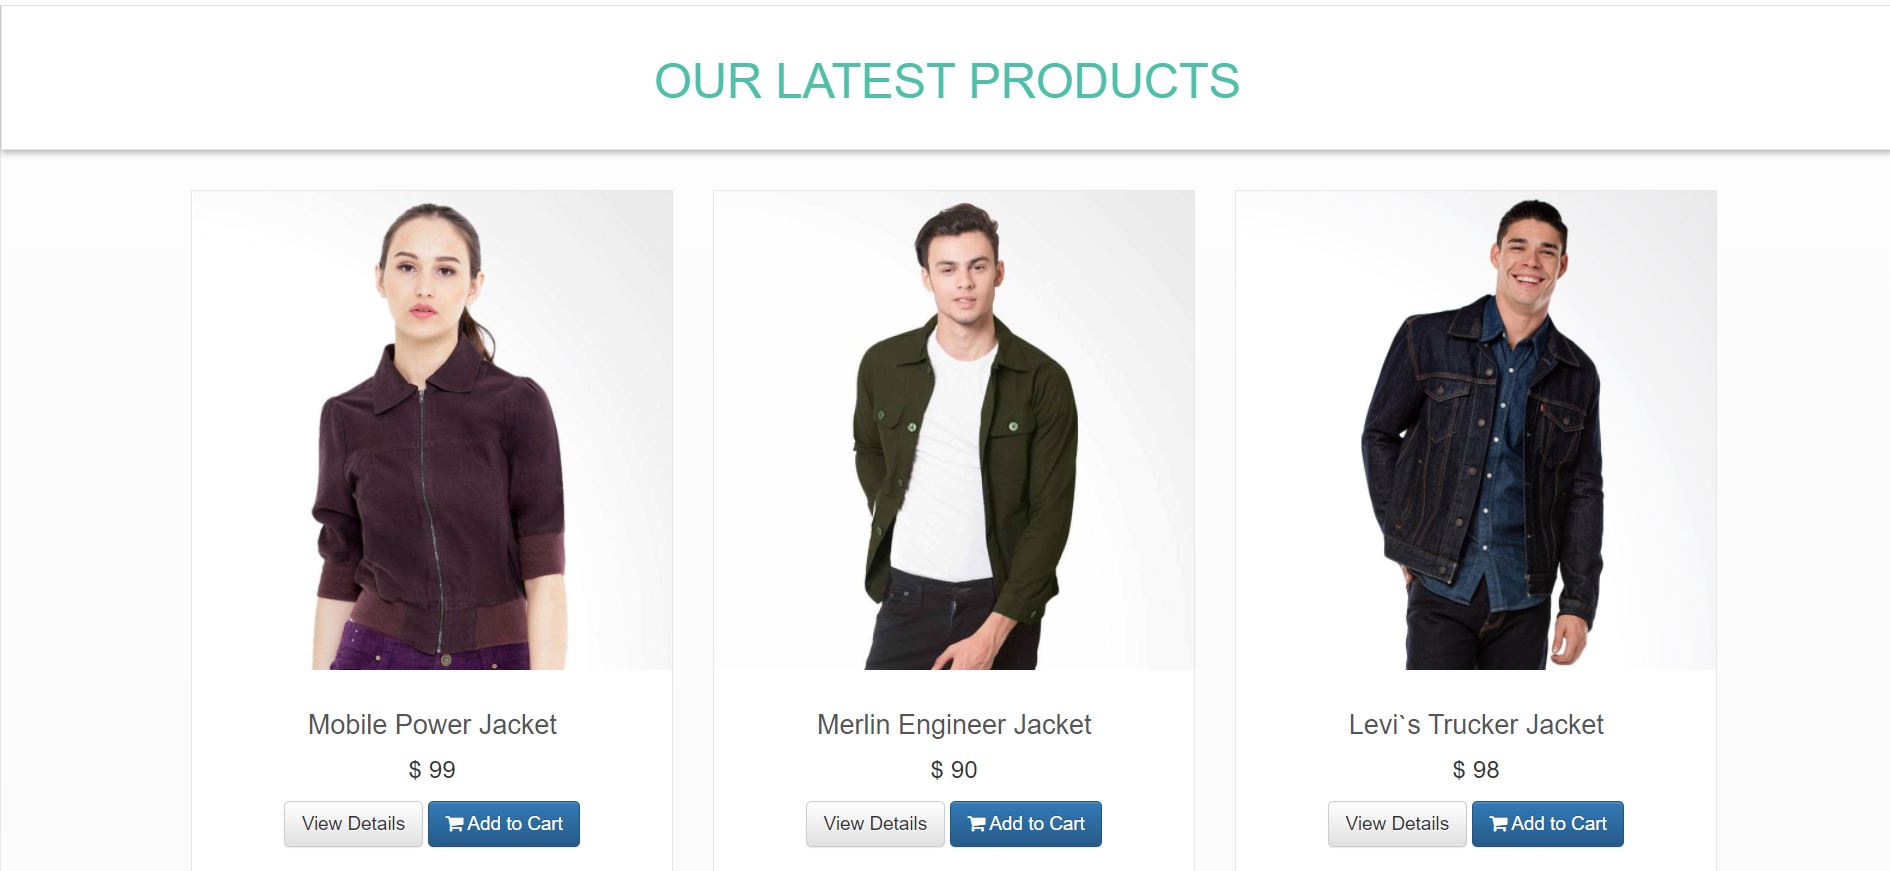 OUR LATEST PRODUCTS
Mobile Power Jacket
$ 99
View Details Add to Cart
Merlin Engineer Jacket
$ 90
View Details Add to Cart
Levi`s Trucker Jacket
$ 98
View Details Add to Cart